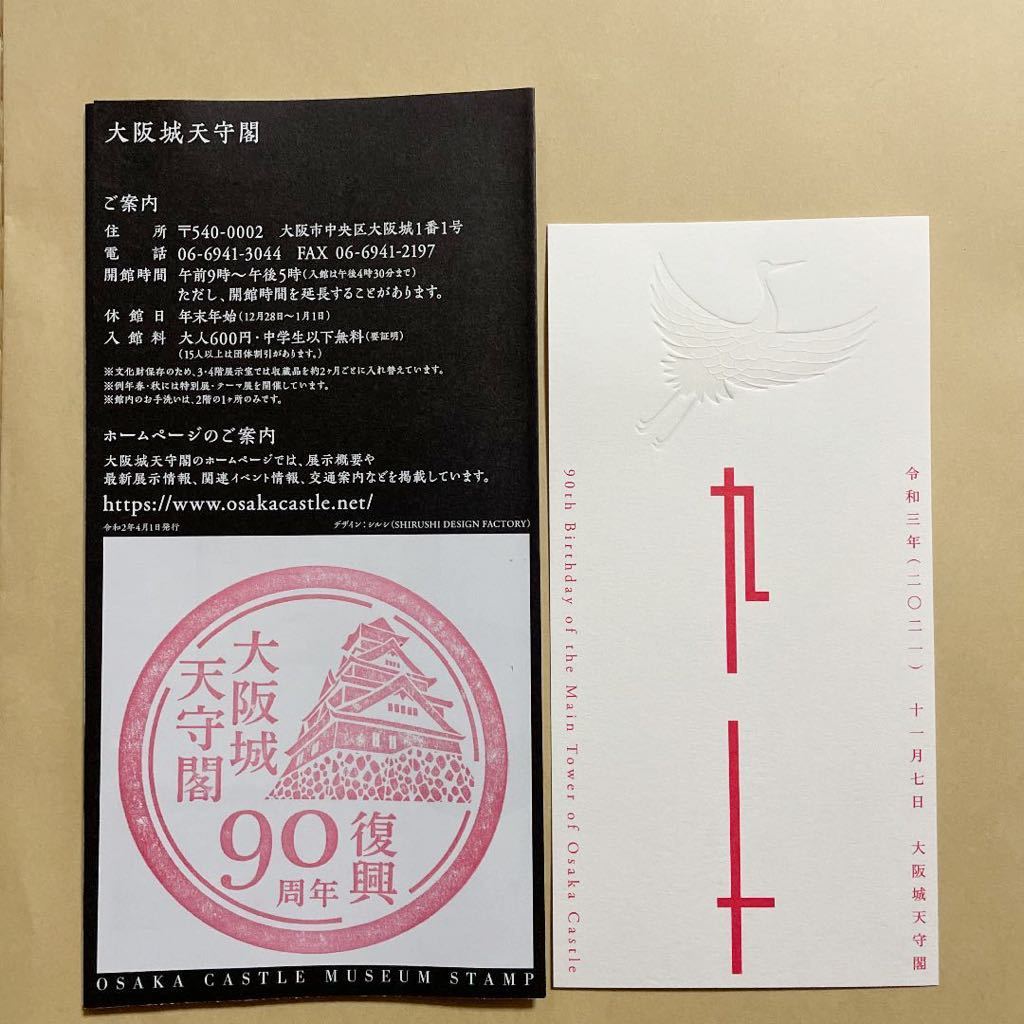 大阪城天守閣
ご案内
住 所 〒540-0002 大阪市中央区大阪城1番1号
電 話 06-6941-3044 FAX 06-6941-2197
開館時間 午前9時〜午後5時(入館は午後4時30分まで)
ただし、開館時間を延長することがあります。
休 館 日 年末年始(12月28日〜1月1日)
入 館 料 大人600円・中学生以下無料(要証明)
(15人以上は団体割引があります。)
※文化財保存のため、3・4階展示室では収蔵品を約2ヶ月ごとに入れ替えています。
※例年春・秋には特別展・テーマ展を開催しています。
※館内のお手洗いは、2階の1ヶ所のみです。
ホームページのご案内
大阪城天守閣のホームページでは、展示概要や
最新展示情報、関連イベント情報、交通案内などを掲載しています。
https://www.osakacastle.net/
令和2年4月1日発行 デザイン：シルシ(SHIRUSHI DESIGN FACTORY)
大阪城
天守閣
復興
90周年
OSAKA CASTLE MUSEUM STAMP
令和三年(二〇二一) 十一月七日 大阪城天守閣
九十
90th Birthday of the Main Tower of Osaka Castle